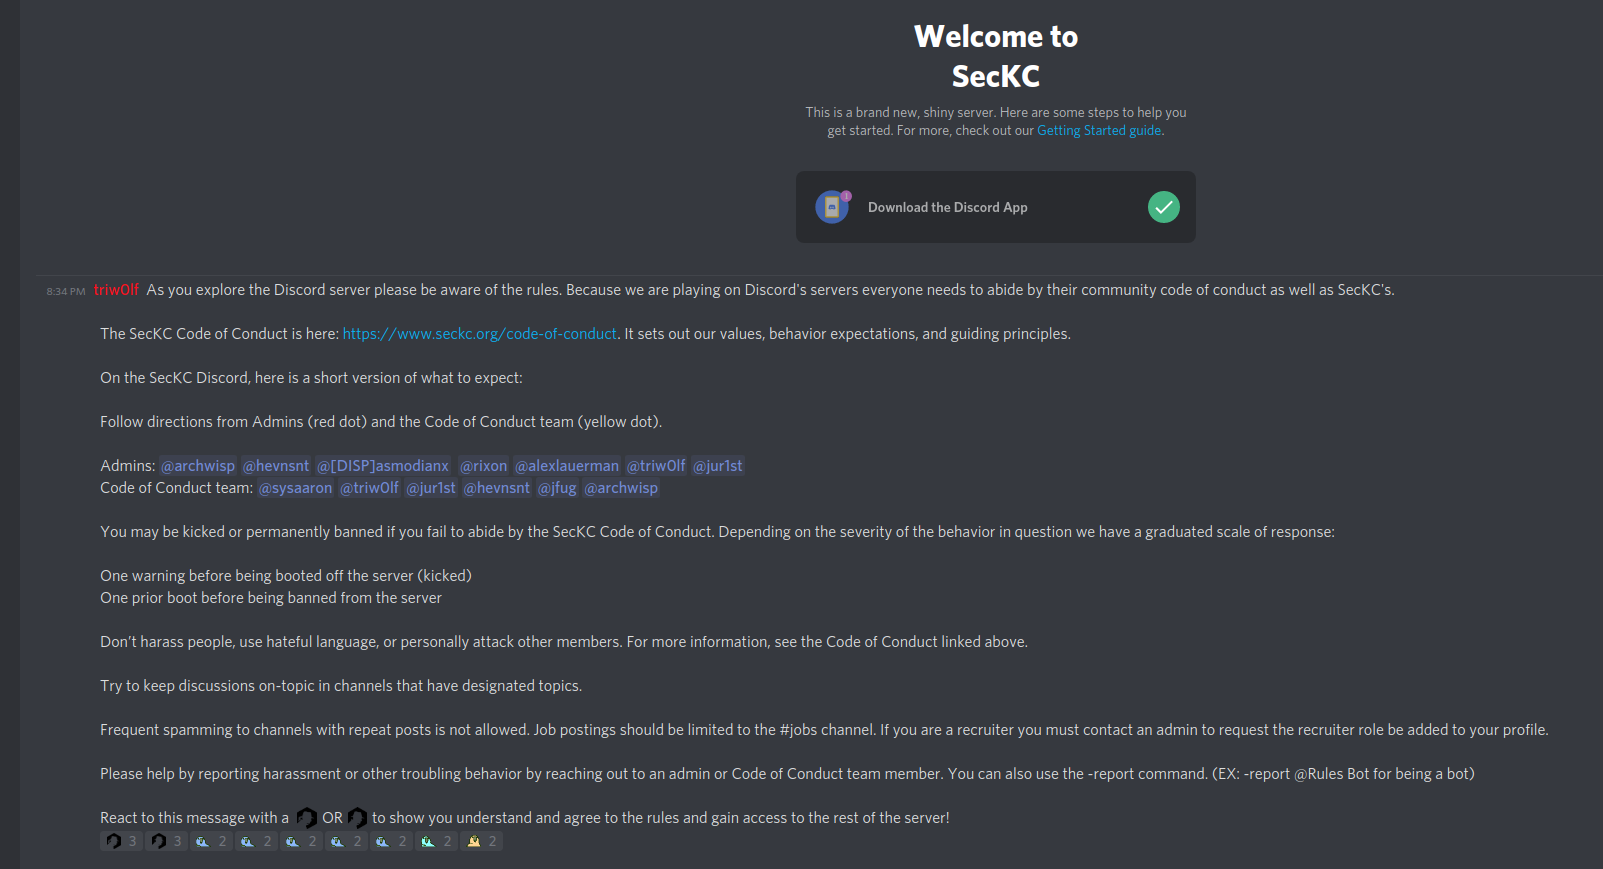 Welcome to
SecKC
This is a brand new, shiny server. Here are some steps to help you
get started. For more, check out our Getting Started guide.
Download the Discord App
8:34 PM triw0lf As you explore the Discord server please be aware of the rules. Because we are playing on Discord's servers everyone needs to abide by their community code of conduct as well as SecKC's.
The SecKC Code of Conduct is here: https://www.seckc.org/code-of-conduct. It sets out our values, behavior expectations, and guiding principles.
On the SecKC Discord, here is a short version of what to expect:
Follow directions from Admins (red dot) and the Code of Conduct team (yellow dot).
Admins: @archwisp @hevnsnt @[DISP]asmodianx @rixon @alexlauerman @triw0lf @jur1st
Code of Conduct team: @sysaaron @triw0lf @jur1st @hevnsnt @jfug @archwisp
You may be kicked or permanently banned if you fail to abide by the SecKC Code of Conduct. Depending on the severity of the behavior in question we have a graduated scale of response:
One warning before being booted off the server (kicked)
One prior boot before being banned from the server
Don't harass people, use hateful language, or personally attack other members. For more information, see the Code of Conduct linked above.
Try to keep discussions on-topic in channels that have designated topics.
Frequent spamming to channels with repeat posts is not allowed. Job postings should be limited to the #jobs channel. If you are a recruiter you must contact an admin to request the recruiter role be added to your profile.
Please help by reporting harassment or other troubling behavior by reaching out to an admin or Code of Conduct team member. You can also use the -report command. (EX: -report @Rules Bot for being a bot)
React to this message with a OR to show you understand and agree to the rules and gain access to the rest of the server!
3 3 2 2 2 2 2 2 2